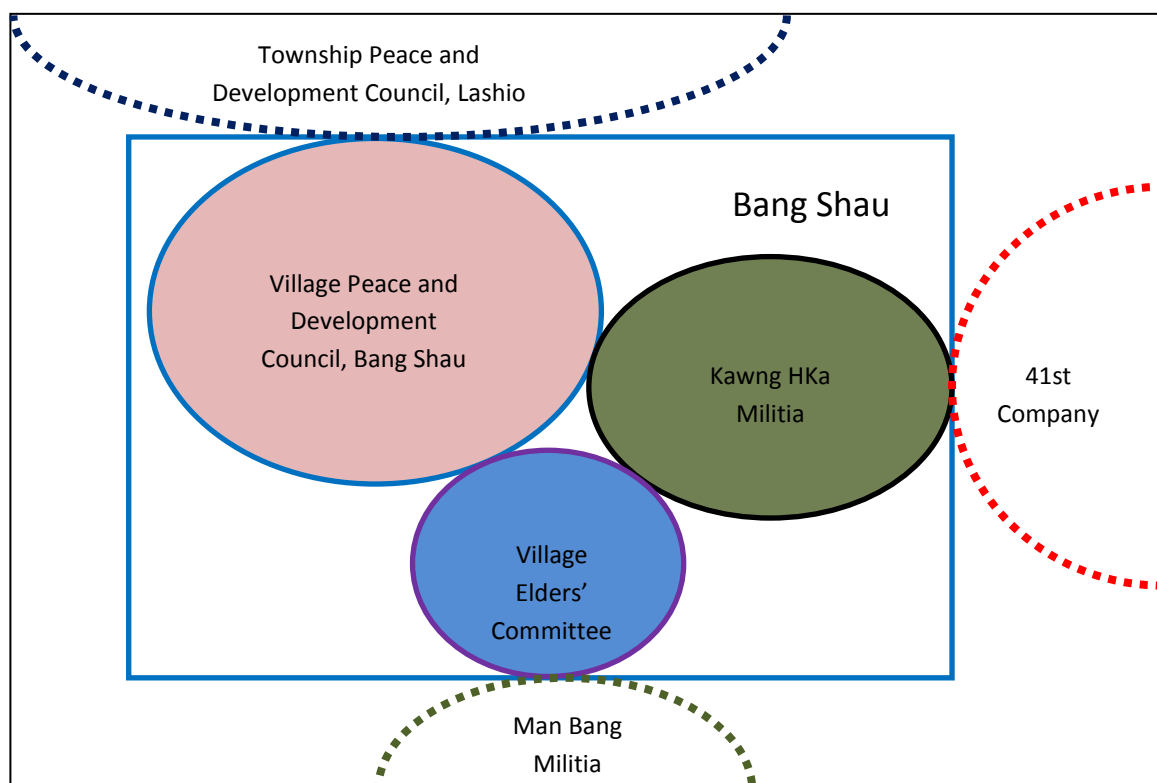 Township Peace and
Development Council, Lashio
Bang Shau
Village Peace and
Development
Council, Bang Shau
Kawng HKa
Militia
41st
Company
Village
Elders’
Committee
Man Bang
Militia